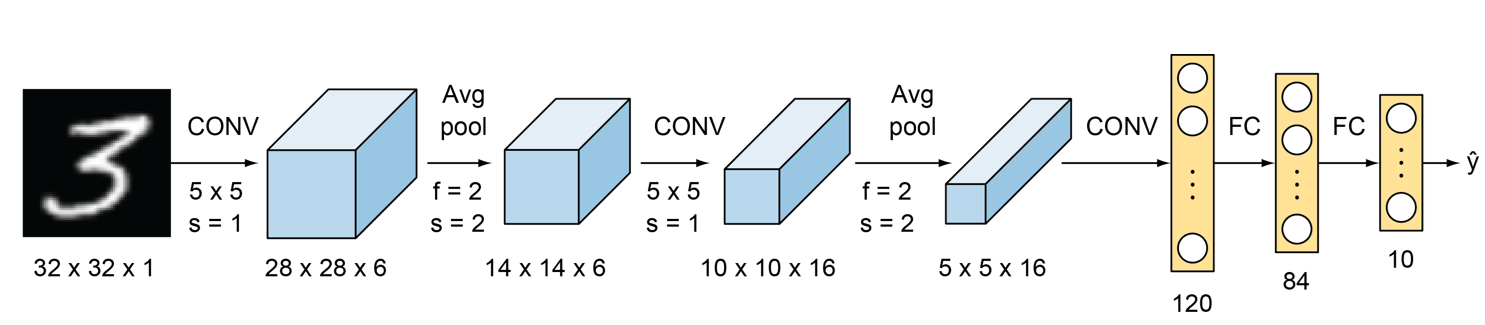 3
32 x 32 x 1
CONV
5 x 5
s = 1
28 x 28 x 6
Avg
pool
f = 2
s = 2
14 x 14 x 6
CONV
5 x 5
s = 1
10 x 10 x 16
Avg
pool
f = 2
s = 2
5 x 5 x 16
CONV
120
FC
84
FC
10
ŷ